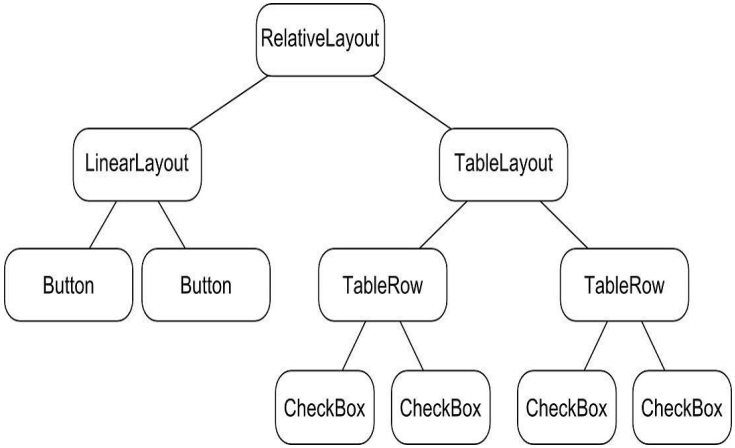 RelativeLayout
LinearLayout
TableLayout
Button
Button
TableRow
TableRow
CheckBox
CheckBox
CheckBox
CheckBox